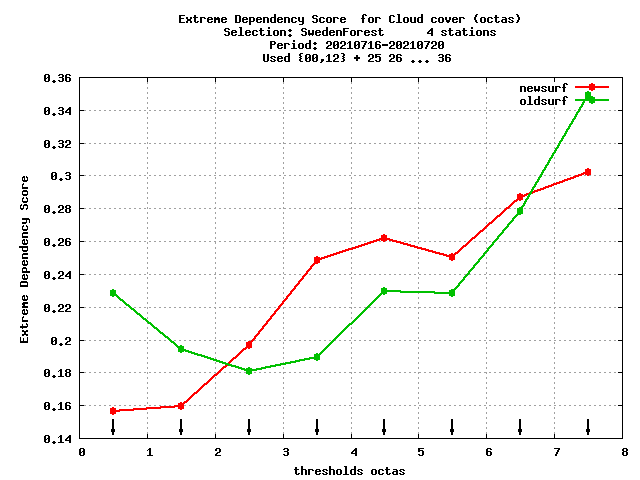 Extreme Dependency Score  for Cloud cover (octas)
Selection: SwedenForest      4 stations
Period: 20210716-20210720
Used {00,12} + 25 26 ... 36
newsurf
oldsurf
0.36
0.34
0.32
0.3
0.28
0.26
0.24
0.22
0.2
0.18
0.16
0.14
Extreme Dependency Score
0 1 2 3 4 5 6 7 8
thresholds octas